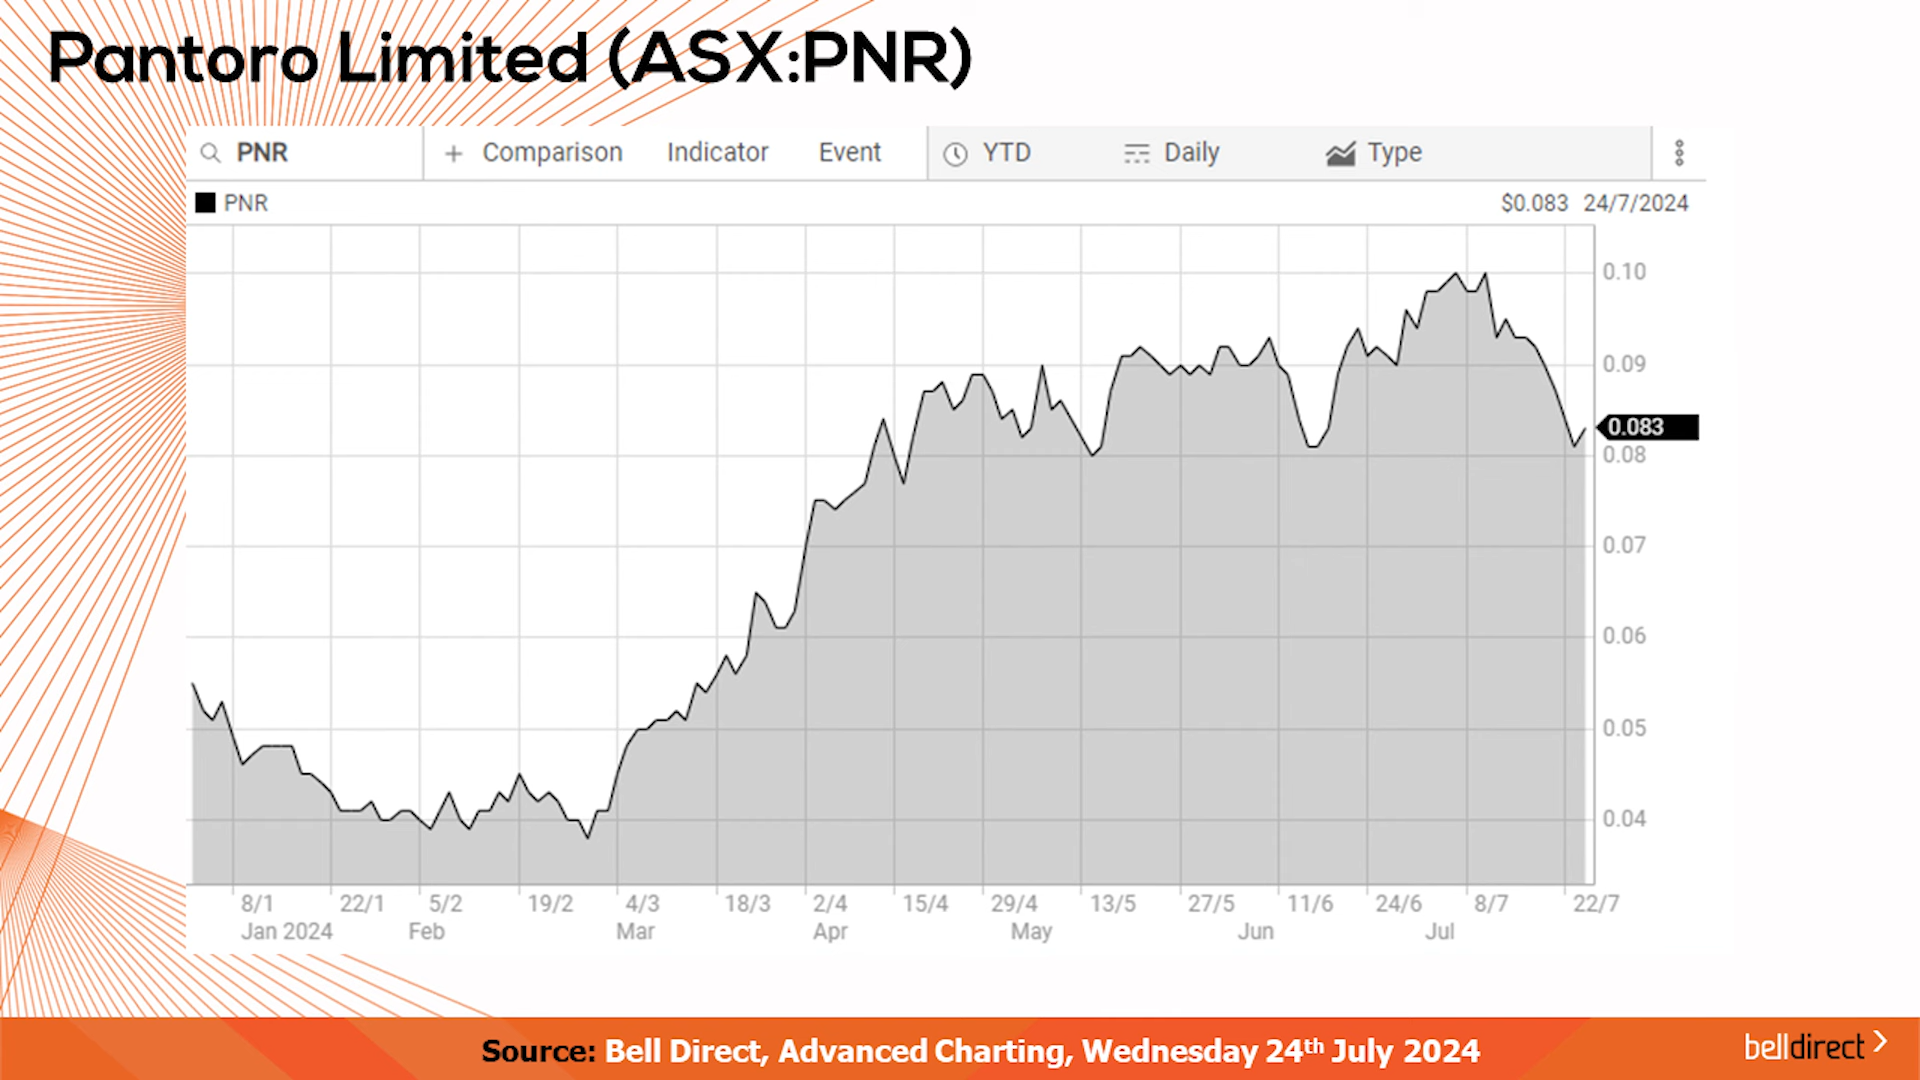 Pantoro Limited (ASX:PNR)
PNR + Comparison Indicator Event YTD Daily Type
PNR $0.083 24/7/2024
0.10
0.09
0.083
0.08
0.07
0.06
0.05
0.04
8/1 22/1 5/2 19/2 4/3 18/3 2/4 15/4 29/4 13/5 27/5 11/6 24/6 8/7 22/7
Jan 2024 Feb Mar Apr May Jun Jul
Source: Bell Direct, Advanced Charting, Wednesday 24th July 2024
belldirect